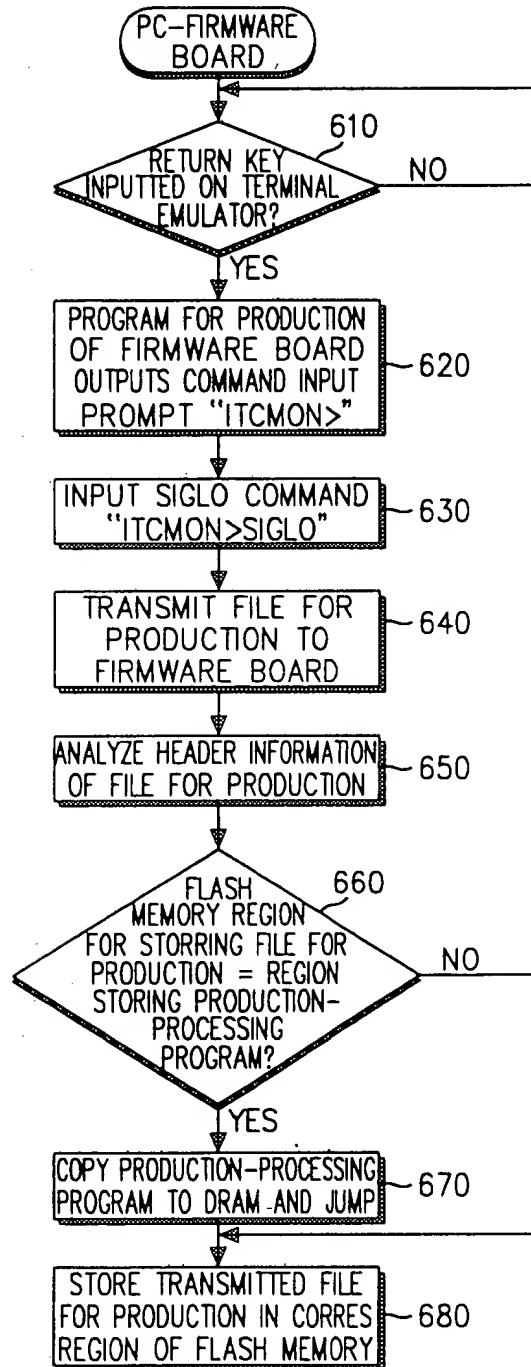 PC-FIRMWARE
BOARD
610
RETURN KEY
INPUTTED ON TERMINAL
EMULATOR?
NO
YES
PROGRAM FOR PRODUCTION
OF FIRMWARE BOARD
OUTPUTS COMMAND INPUT
PROMPT "ITCMON>"
620
INPUT SIGLO COMMAND
"ITCMON>SIGLO"
630
TRANSMIT FILE FOR
PRODUCTION TO
FIRMWARE BOARD
640
ANALYZE HEADER INFORMATION
OF FILE FOR PRODUCTION
650
660
FLASH
MEMORY REGION
FOR STORRING FILE FOR
PRODUCTION = REGION
STORING PRODUCTION-
PROCESSING
PROGRAM?
NO
YES
COPY PRODUCTION-PROCESSING
PROGRAM TO DRAM AND JUMP
670
STORE TRANSMITTED FILE
FOR PRODUCTION IN CORRES
REGION OF FLASH MEMORY
680